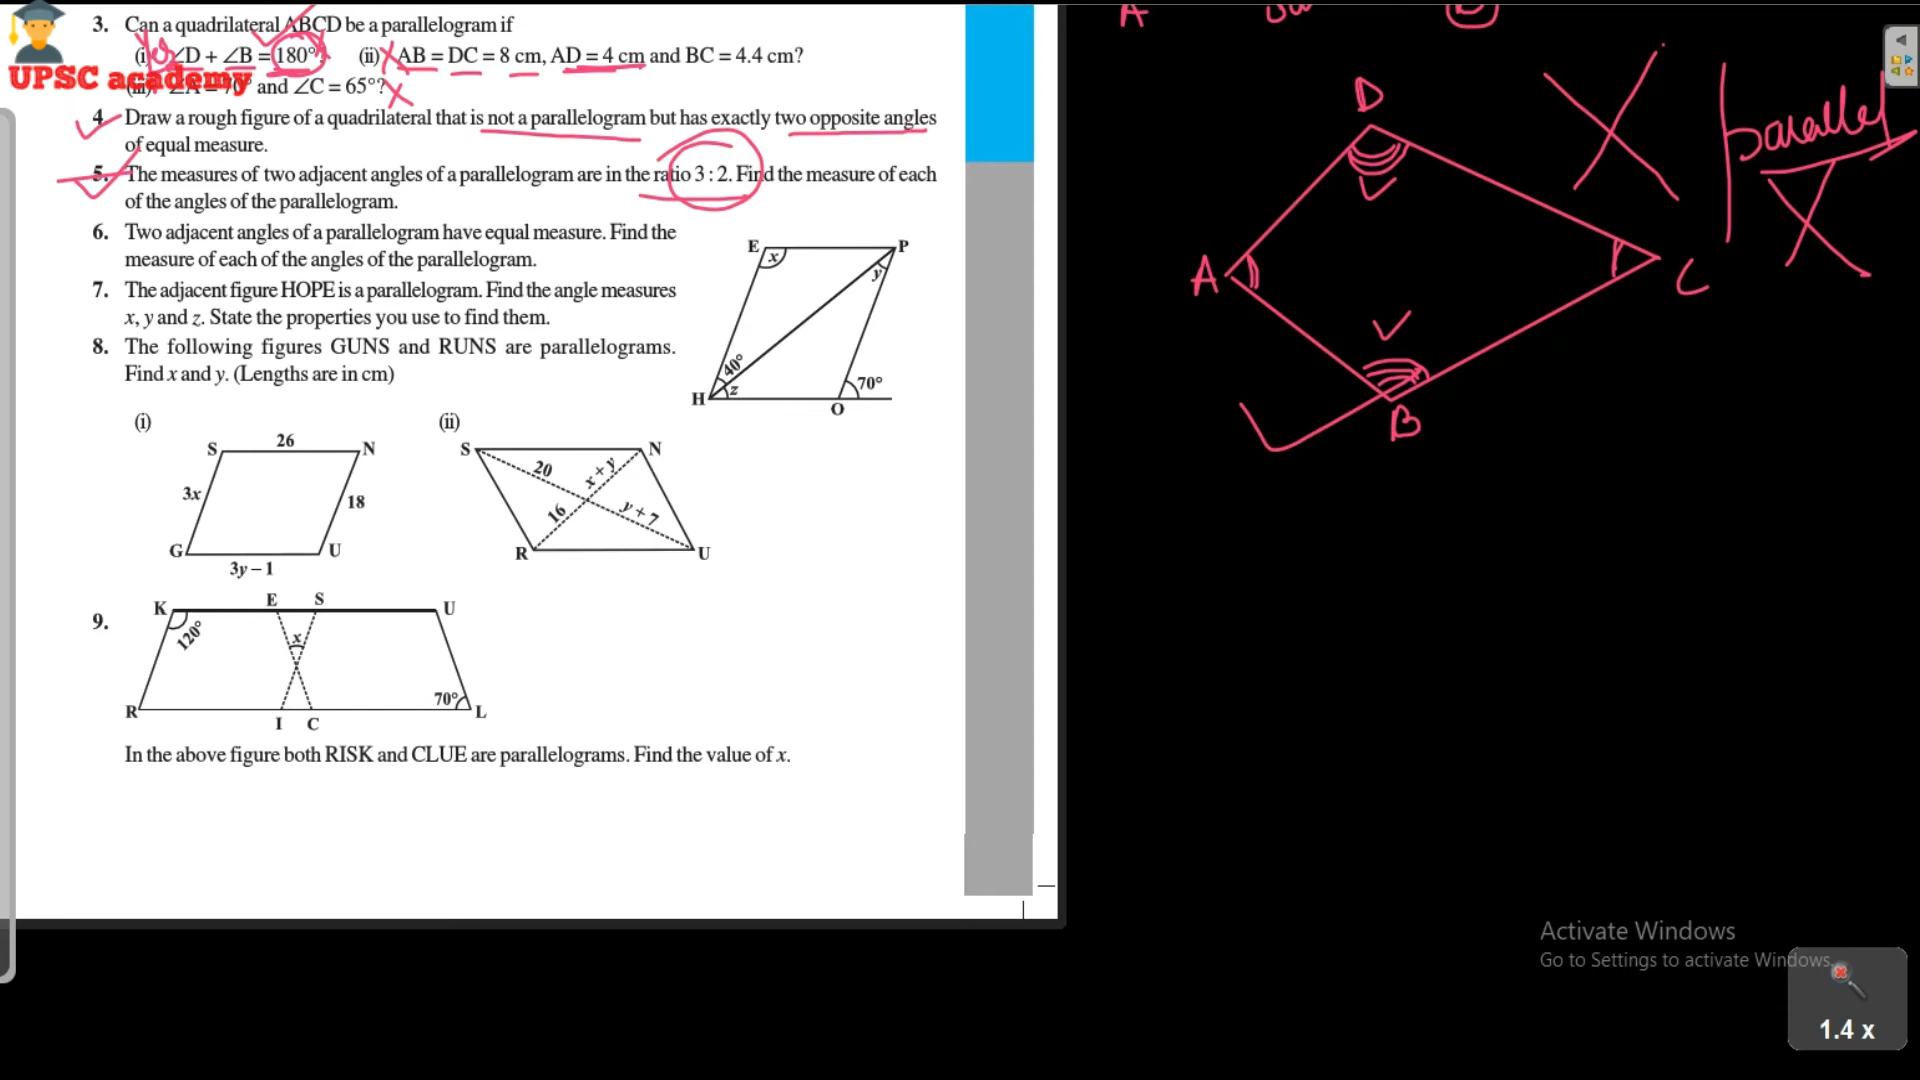 3. Can a quadrilateral ABCD be a parallelogram if
(i) ∠D + ∠B = 180°? (ii) AB = DC = 8 cm, AD = 4 cm and BC = 4.4 cm?
Yes
UPSC academy
(iii) ∠A = 70° and ∠C = 65°?
4. Draw a rough figure of a quadrilateral that is not a parallelogram but has exactly two opposite angles
of equal measure.
5. The measures of two adjacent angles of a parallelogram are in the ratio 3 : 2. Find the measure of each
of the angles of the parallelogram.
6. Two adjacent angles of a parallelogram have equal measure. Find the
measure of each of the angles of the parallelogram.
7. The adjacent figure HOPE is a parallelogram. Find the angle measures
x, y and z. State the properties you use to find them.
8. The following figures GUNS and RUNS are parallelograms.
Find x and y. (Lengths are in cm)
E x P
y
40°
H z 70°
O
(i) (ii)
S 26 N
3x 18
G U
3y – 1
S N
20 x + y
16 y + 7
R U
9.
K E S U
120° x
70°
R I C L
In the above figure both RISK and CLUE are parallelograms. Find the value of x.
A
D
parallel
A C
B
Activate Windows
Go to Settings to activate Windows.
1.4 x